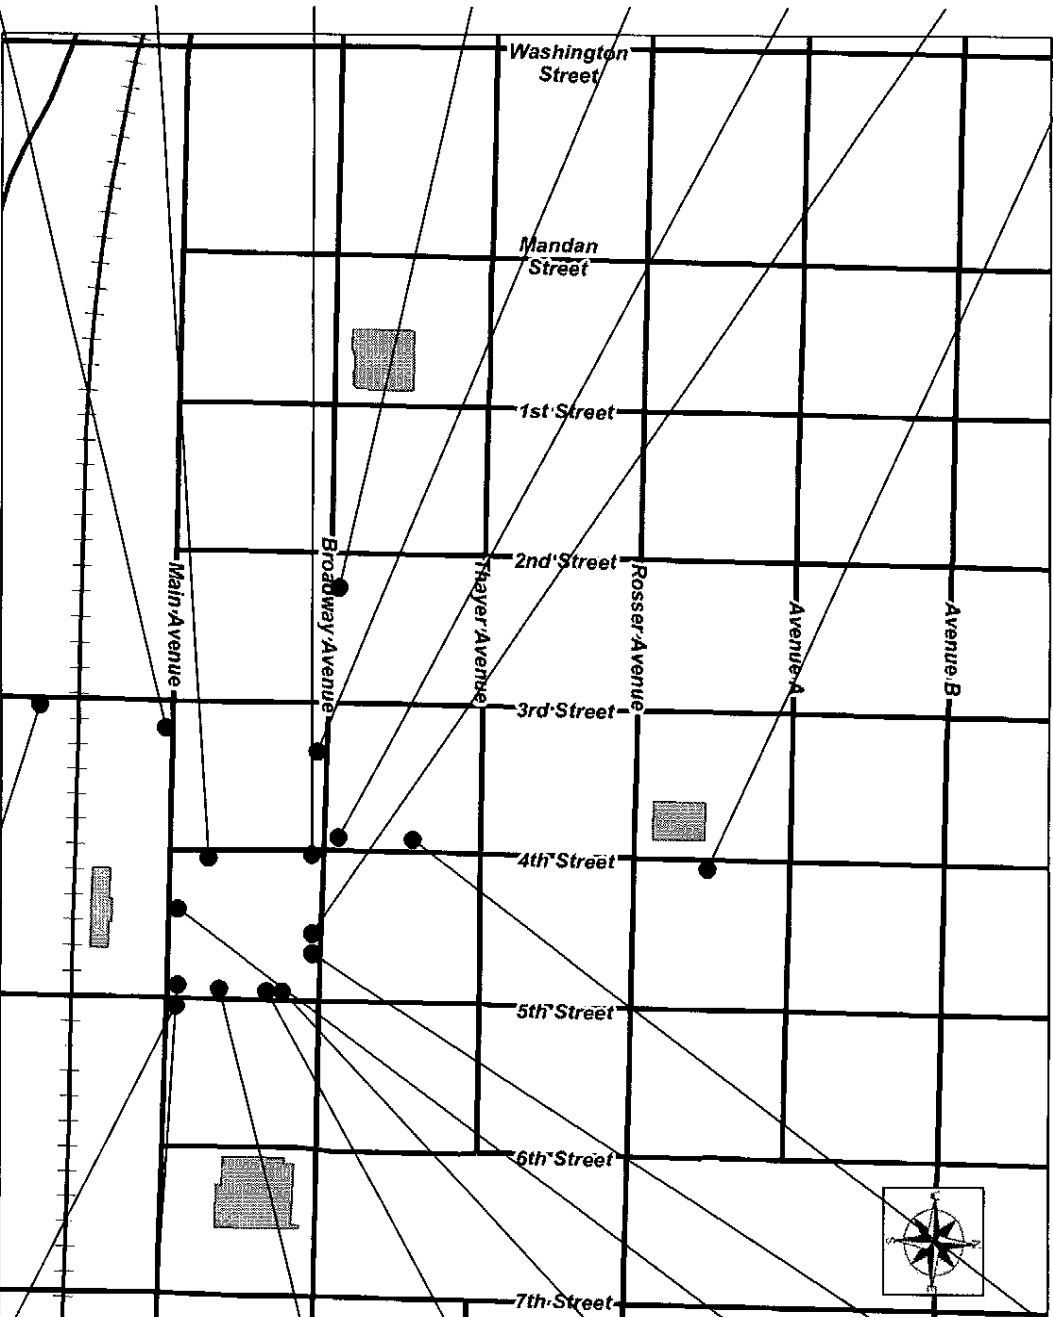 Washington
Street
Mandan
Street
1st Street
2nd Street
Main Avenue
Broadway Avenue
Thayer Avenue
Rosser Avenue
Avenue A
Avenue B
3rd Street
4th Street
5th Street
6th Street
7th Street